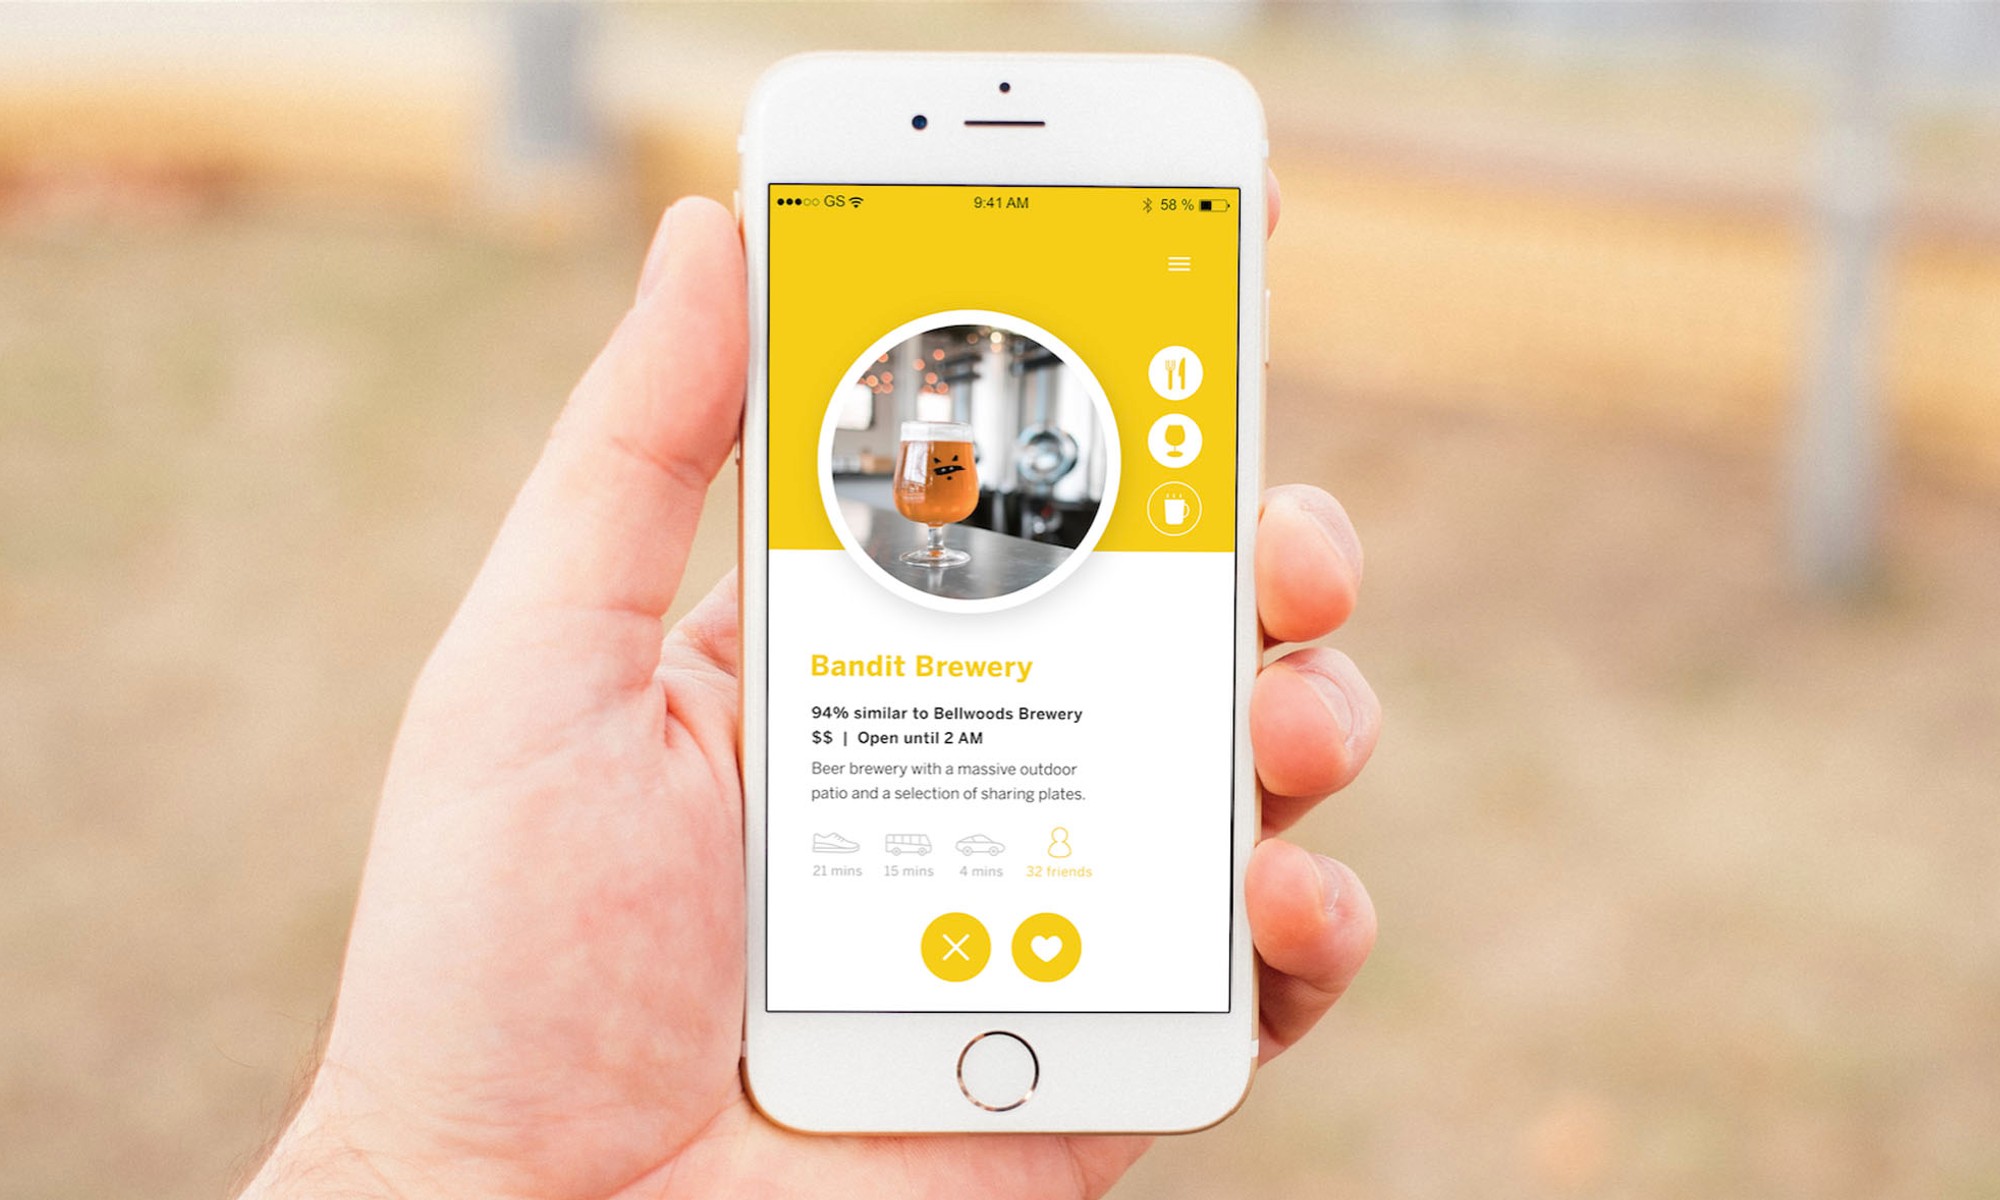 GS 9:41 AM 58 %
Bandit Brewery
94% similar to Bellwoods Brewery
$$ | Open until 2 AM
Beer brewery with a massive outdoor
patio and a selection of sharing plates.
21 mins 15 mins 4 mins 32 friends